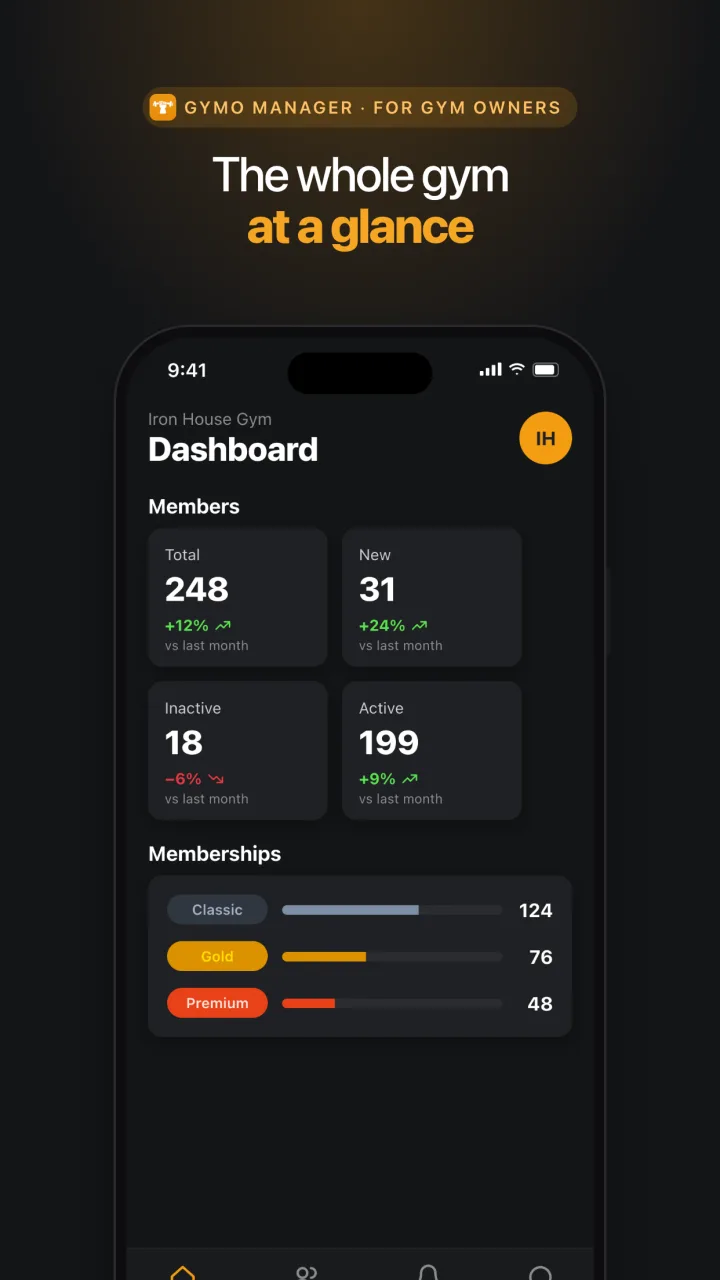 GYMO MANAGER · FOR GYM OWNERS
The whole gym
at a glance
9:41
Iron House Gym
Dashboard
IH
Members
Total
248
+12%
vs last month
New
31
+24%
vs last month
Inactive
18
−6%
vs last month
Active
199
+9%
vs last month
Memberships
Classic 124
Gold 76
Premium 48